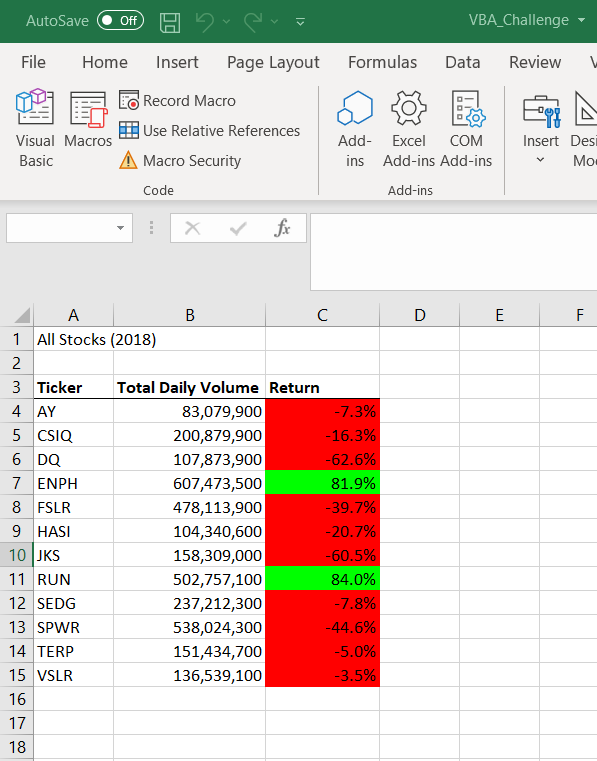 AutoSave Off VBA_Challenge
File Home Insert Page Layout Formulas Data Review
Visual Basic Macros Record Macro
Use Relative References
Macro Security
Code
Add-ins Excel Add-ins COM Add-ins
Add-ins
Insert
fx
A B C D E F
1 All Stocks (2018)
2
3 Ticker Total Daily Volume Return
4 AY 83,079,900 -7.3%
5 CSIQ 200,879,900 -16.3%
6 DQ 107,873,900 -62.6%
7 ENPH 607,473,500 81.9%
8 FSLR 478,113,900 -39.7%
9 HASI 104,340,600 -20.7%
10 JKS 158,309,000 -60.5%
11 RUN 502,757,100 84.0%
12 SEDG 237,212,300 -7.8%
13 SPWR 538,024,300 -44.6%
14 TERP 151,434,700 -5.0%
15 VSLR 136,539,100 -3.5%
16
17
18